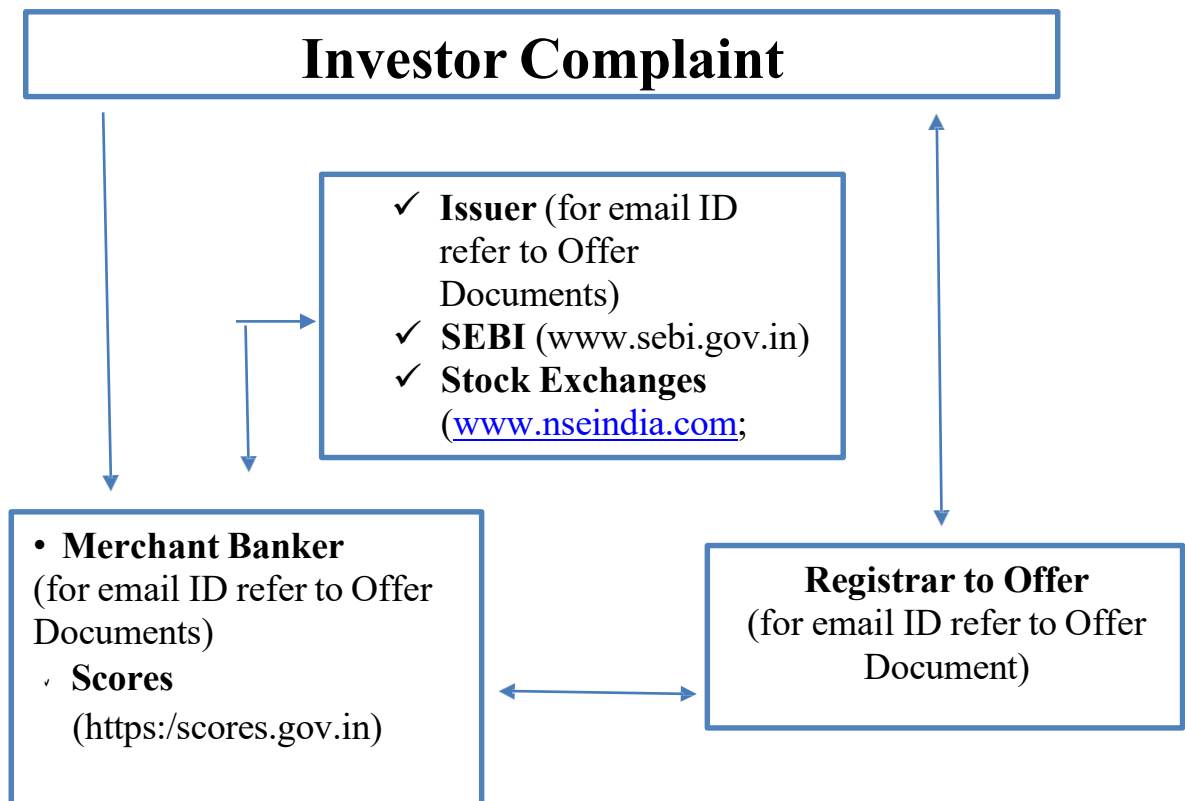 Investor Complaint
✓ Issuer (for email ID
refer to Offer
Documents)
✓ SEBI (www.sebi.gov.in)
✓ Stock Exchanges
(www.nseindia.com;
• Merchant Banker
(for email ID refer to Offer
Documents)
✓ Scores
(https:/scores.gov.in)
Registrar to Offer
(for email ID refer to Offer
Document)